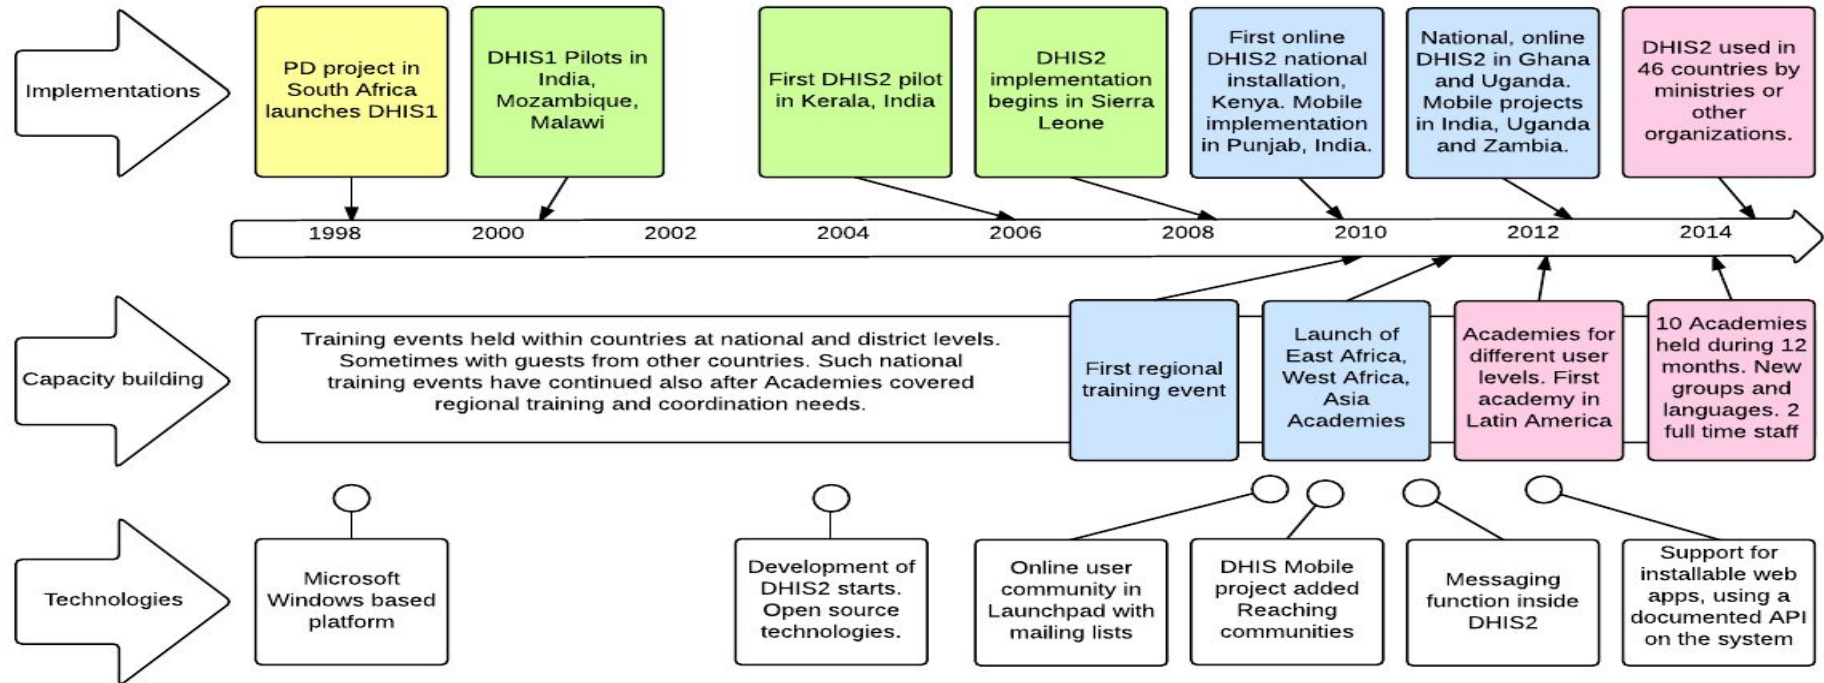 Implementations
PD project in
South Africa
launches DHIS1
DHIS1 Pilots in
India,
Mozambique,
Malawi
First DHIS2 pilot
in Kerala, India
DHIS2
implementation
begins in Sierra
Leone
First online
DHIS2 national
installation,
Kenya. Mobile
implementation
in Punjab, India.
National, online
DHIS2 in Ghana
and Uganda.
Mobile projects
in India, Uganda
and Zambia.
DHIS2 used in
46 countries by
ministries or
other
organizations.
1998 2000 2002 2004 2006 2008 2010 2012 2014
Capacity building
Training events held within countries at national and district levels.
Sometimes with guests from other countries. Such national
training events have continued also after Academies covered
regional training and coordination needs.
First regional
training event
Launch of
East Africa,
West Africa,
Asia
Academies
Academies for
different user
levels. First
academy in
Latin America
10 Academies
held during 12
months. New
groups and
languages. 2
full time staff
Technologies
Microsoft
Windows based
platform
Development of
DHIS2 starts.
Open source
technologies.
Online user
community in
Launchpad with
mailing lists
DHIS Mobile
project added
Reaching
communities
Messaging
function inside
DHIS2
Support for
installable web
apps, using a
documented API
on the system